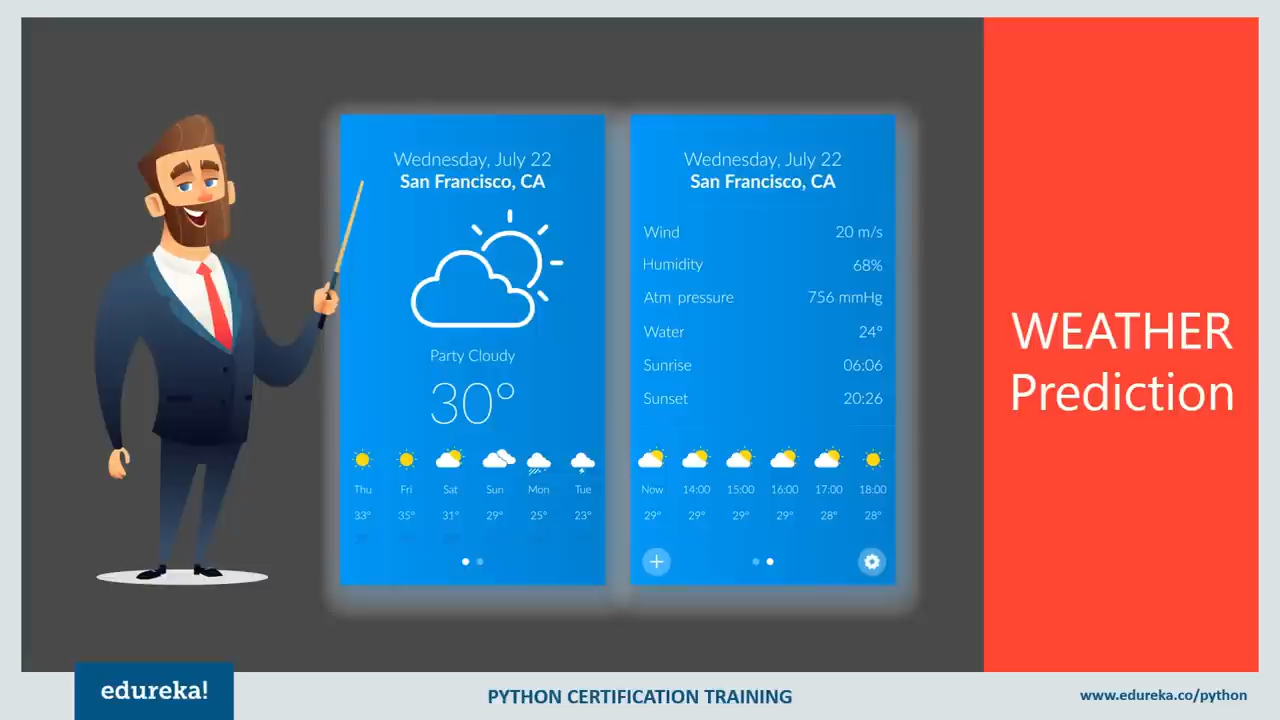 Wednesday, July 22
San Francisco, CA
Party Cloudy
30°
Thu Fri Sat Sun Mon Tue
33° 35° 31° 29° 25° 23°
Wednesday, July 22
San Francisco, CA
Wind 20 m/s
Humidity 68%
Atm pressure 756 mmHg
Water 24°
Sunrise 06:06
Sunset 20:26
Now 14:00 15:00 16:00 17:00 18:00
29° 29° 29° 29° 28° 28°
WEATHER
Prediction
edureka!
PYTHON CERTIFICATION TRAINING
www.edureka.co/python